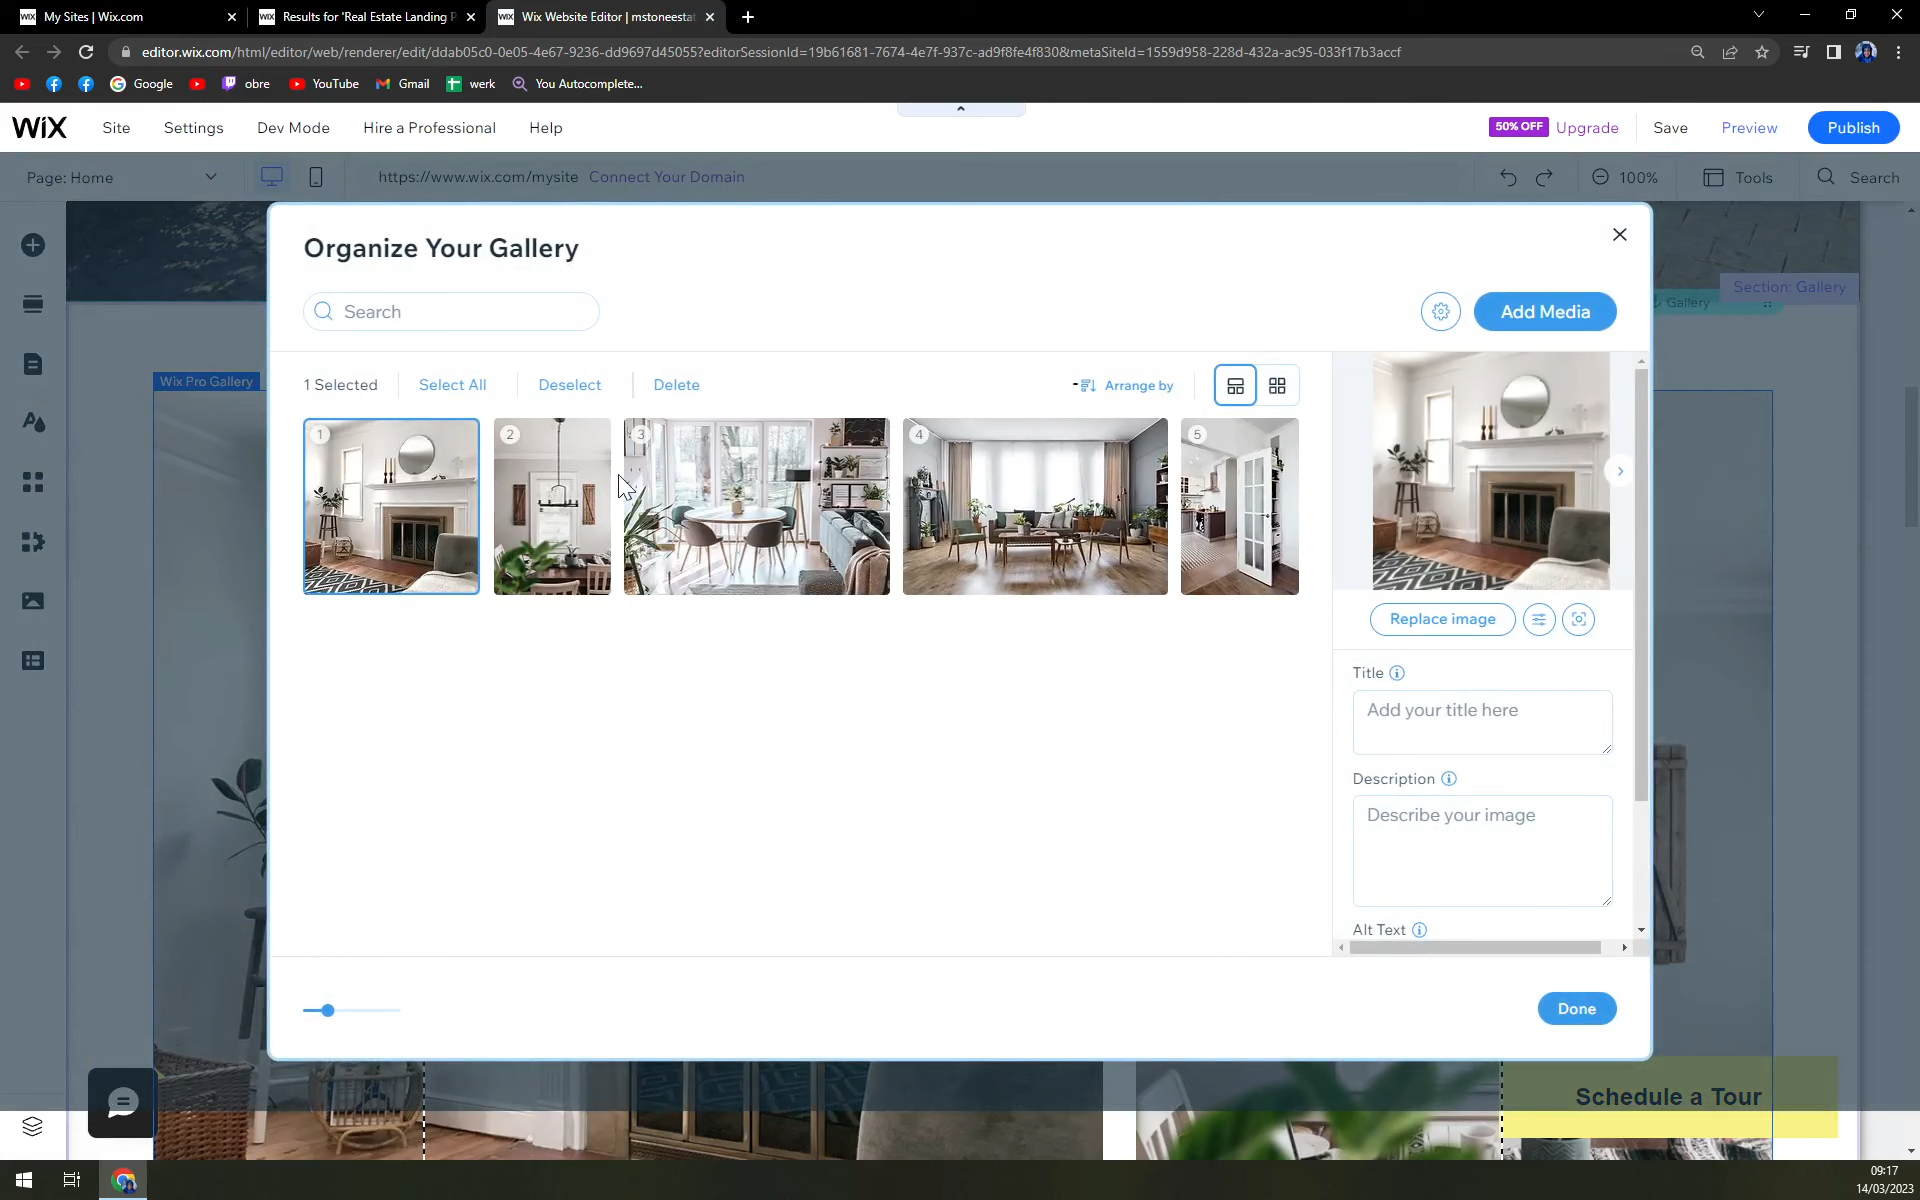 My Sites | Wix.com
Results for 'Real Estate Landing P
Wix Website Editor | mstoneestat
editor.wix.com/html/editor/web/renderer/edit/ddab05c0-0e05-4e67-9236-dd9697d45055?editorSessionId=19b61681-7674-4e7f-937c-ad9f8fe4f830&metaSiteId=1559d958-228d-432a-ac95-033f17b3accf
Google
obre
YouTube
Gmail
werk
You Autocomplete...
WiX
Site
Settings
Dev Mode
Hire a Professional
Help
50% OFF
Upgrade
Save
Preview
Publish
Page: Home
https://www.wix.com/mysite
Connect Your Domain
100%
Tools
Search
Organize Your Gallery
Section: Gallery
Gallery
Search
Add Media
Wix Pro Gallery
1 Selected
Select All
Deselect
Delete
Arrange by
1
2
3
4
5
Replace image
Title
Add your title here
Description
Describe your image
Alt Text
Done
Schedule a Tour
09:17
14/03/2023